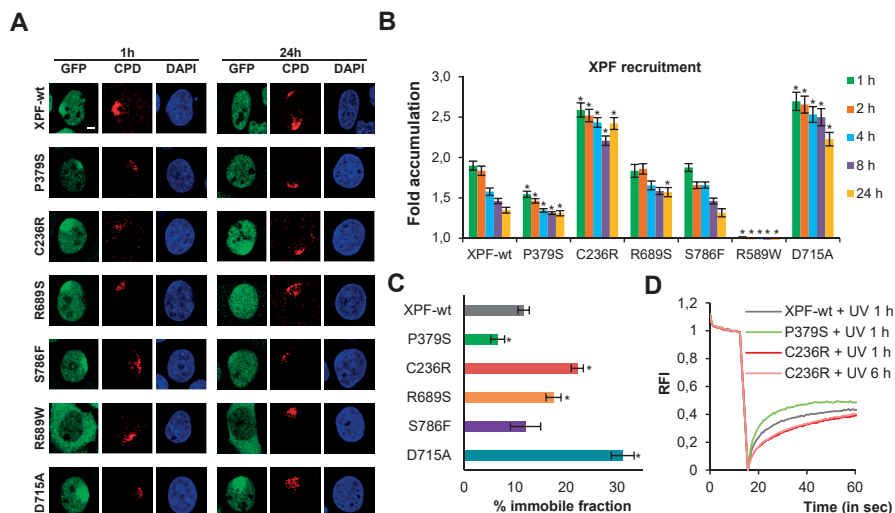 A
1h
24h
GFP CPD DAPI GFP CPD DAPI
XPF-wt
P379S
C236R
R689S
S786F
R589W
D715A
B
XPF recruitment
Fold accumulation
3,0
2,5
2,0
1,5
1,0
* * * * *
* * * * *
*
* * * * *
* * * * *
XPF-wt P379S C236R R689S S786F R589W D715A
1 h
2 h
4 h
8 h
24 h
C
XPF-wt
P379S *
C236R *
R689S *
S786F
D715A *
0 10 20 30
% immobile fraction
D
RFI
1,2
1
0,8
0,6
0,4
0,2
0
XPF-wt + UV 1 h
P379S + UV 1 h
C236R + UV 1 h
C236R + UV 6 h
0 20 40 60
Time (in sec)